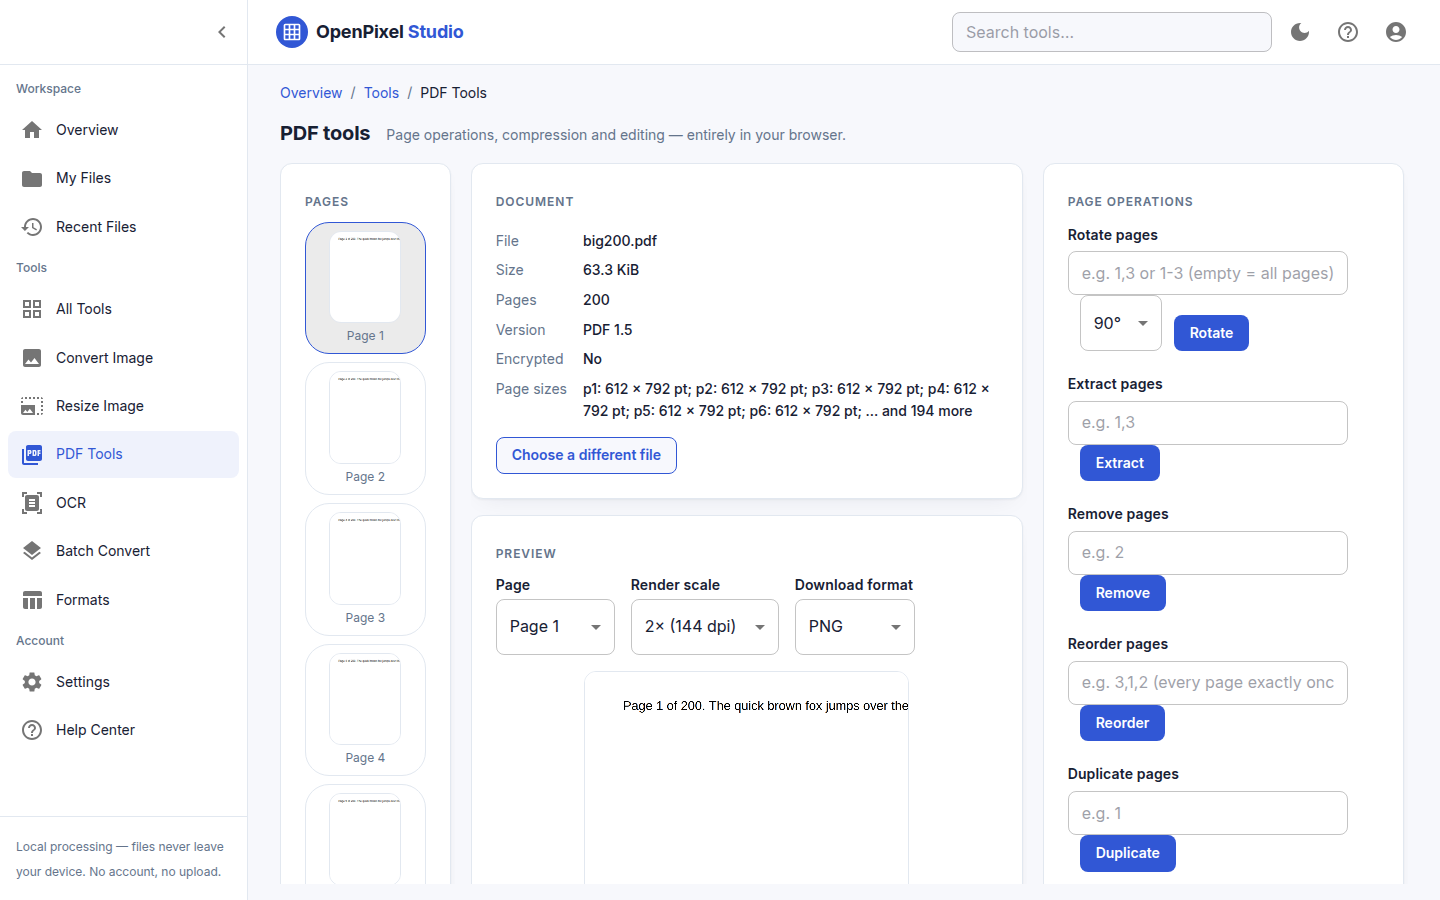 OpenPixel Studio
Search tools...
Workspace
Overview
My Files
Recent Files
Tools
All Tools
Convert Image
Resize Image
PDF Tools
OCR
Batch Convert
Formats
Account
Settings
Help Center
Local processing — files never leave
your device. No account, no upload.
Overview / Tools / PDF Tools
PDF tools Page operations, compression and editing — entirely in your browser.
PAGES
Page 1
Page 2
Page 3
Page 4
DOCUMENT
File big200.pdf
Size 63.3 KiB
Pages 200
Version PDF 1.5
Encrypted No
Page sizes p1: 612 × 792 pt; p2: 612 × 792 pt; p3: 612 × 792 pt; p4: 612 ×
792 pt; p5: 612 × 792 pt; p6: 612 × 792 pt; ... and 194 more
Choose a different file
PREVIEW
Page Render scale Download format
Page 1 2× (144 dpi) PNG
Page 1 of 200. The quick brown fox jumps over the
PAGE OPERATIONS
Rotate pages
e.g. 1,3 or 1-3 (empty = all pages)
90° Rotate
Extract pages
e.g. 1,3
Extract
Remove pages
e.g. 2
Remove
Reorder pages
e.g. 3,1,2 (every page exactly onc
Reorder
Duplicate pages
e.g. 1
Duplicate